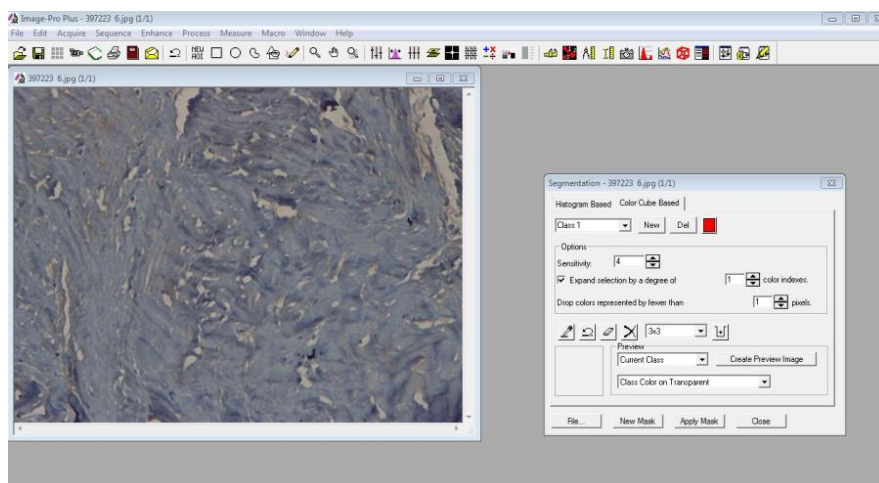 Image-Pro Plus - 397223 6.jpg (1/1)
File Edit Acquire Sequence Enhance Process Measure Macro Window Help
NEW
AOI
397223 6.jpg (1/1)
Segmentation - 397223 6.jpg (1/1)
Histogram Based Color Cube Based
Class 1 New Del
Options
Sensitivity: 4
Expand selection by a degree of 1 color indexes.
Drop colors represented by fewer than 1 pixels.
3x3
Preview
Current Class Create Preview Image
Class Color on Transparent
File... New Mask Apply Mask Close